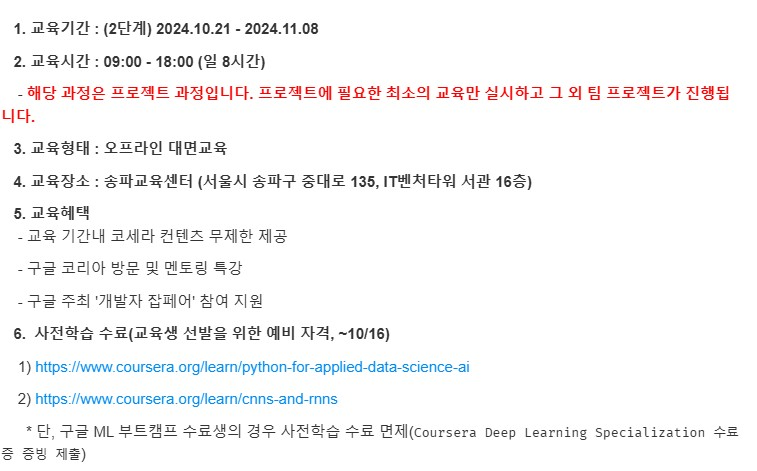 1. 교육기간 : (2단계) 2024.10.21 - 2024.11.08
2. 교육시간 : 09:00 - 18:00 (일 8시간)
- 해당 과정은 프로젝트 과정입니다. 프로젝트에 필요한 최소의 교육만 실시하고 그 외 팀 프로젝트가 진행됩
니다.
3. 교육형태 : 오프라인 대면교육
4. 교육장소 : 송파교육센터 (서울시 송파구 중대로 135, IT벤처타워 서관 16층)
5. 교육혜택
- 교육 기간내 코세라 컨텐츠 무제한 제공
- 구글 코리아 방문 및 멘토링 특강
- 구글 주최 '개발자 잡페어' 참여 지원
6. 사전학습 수료(교육생 선발을 위한 예비 자격, ~10/16)
1) https://www.coursera.org/learn/python-for-applied-data-science-ai
2) https://www.coursera.org/learn/cnns-and-rnns
* 단, 구글 ML 부트캠프 수료생의 경우 사전학습 수료 면제(Coursera Deep Learning Specialization 수료
증 증빙 제출)